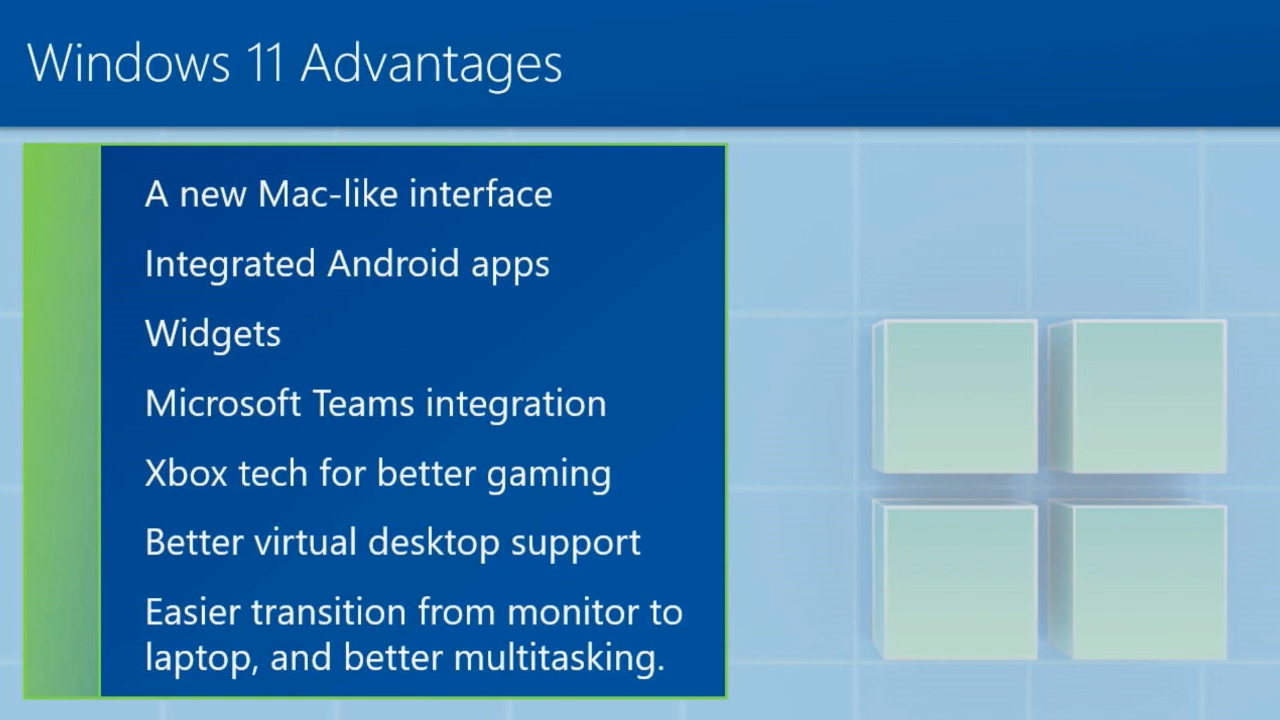 Windows 11 Advantages
A new Mac-like interface
Integrated Android apps
Widgets
Microsoft Teams integration
Xbox tech for better gaming
Better virtual desktop support
Easier transition from monitor to
laptop, and better multitasking.